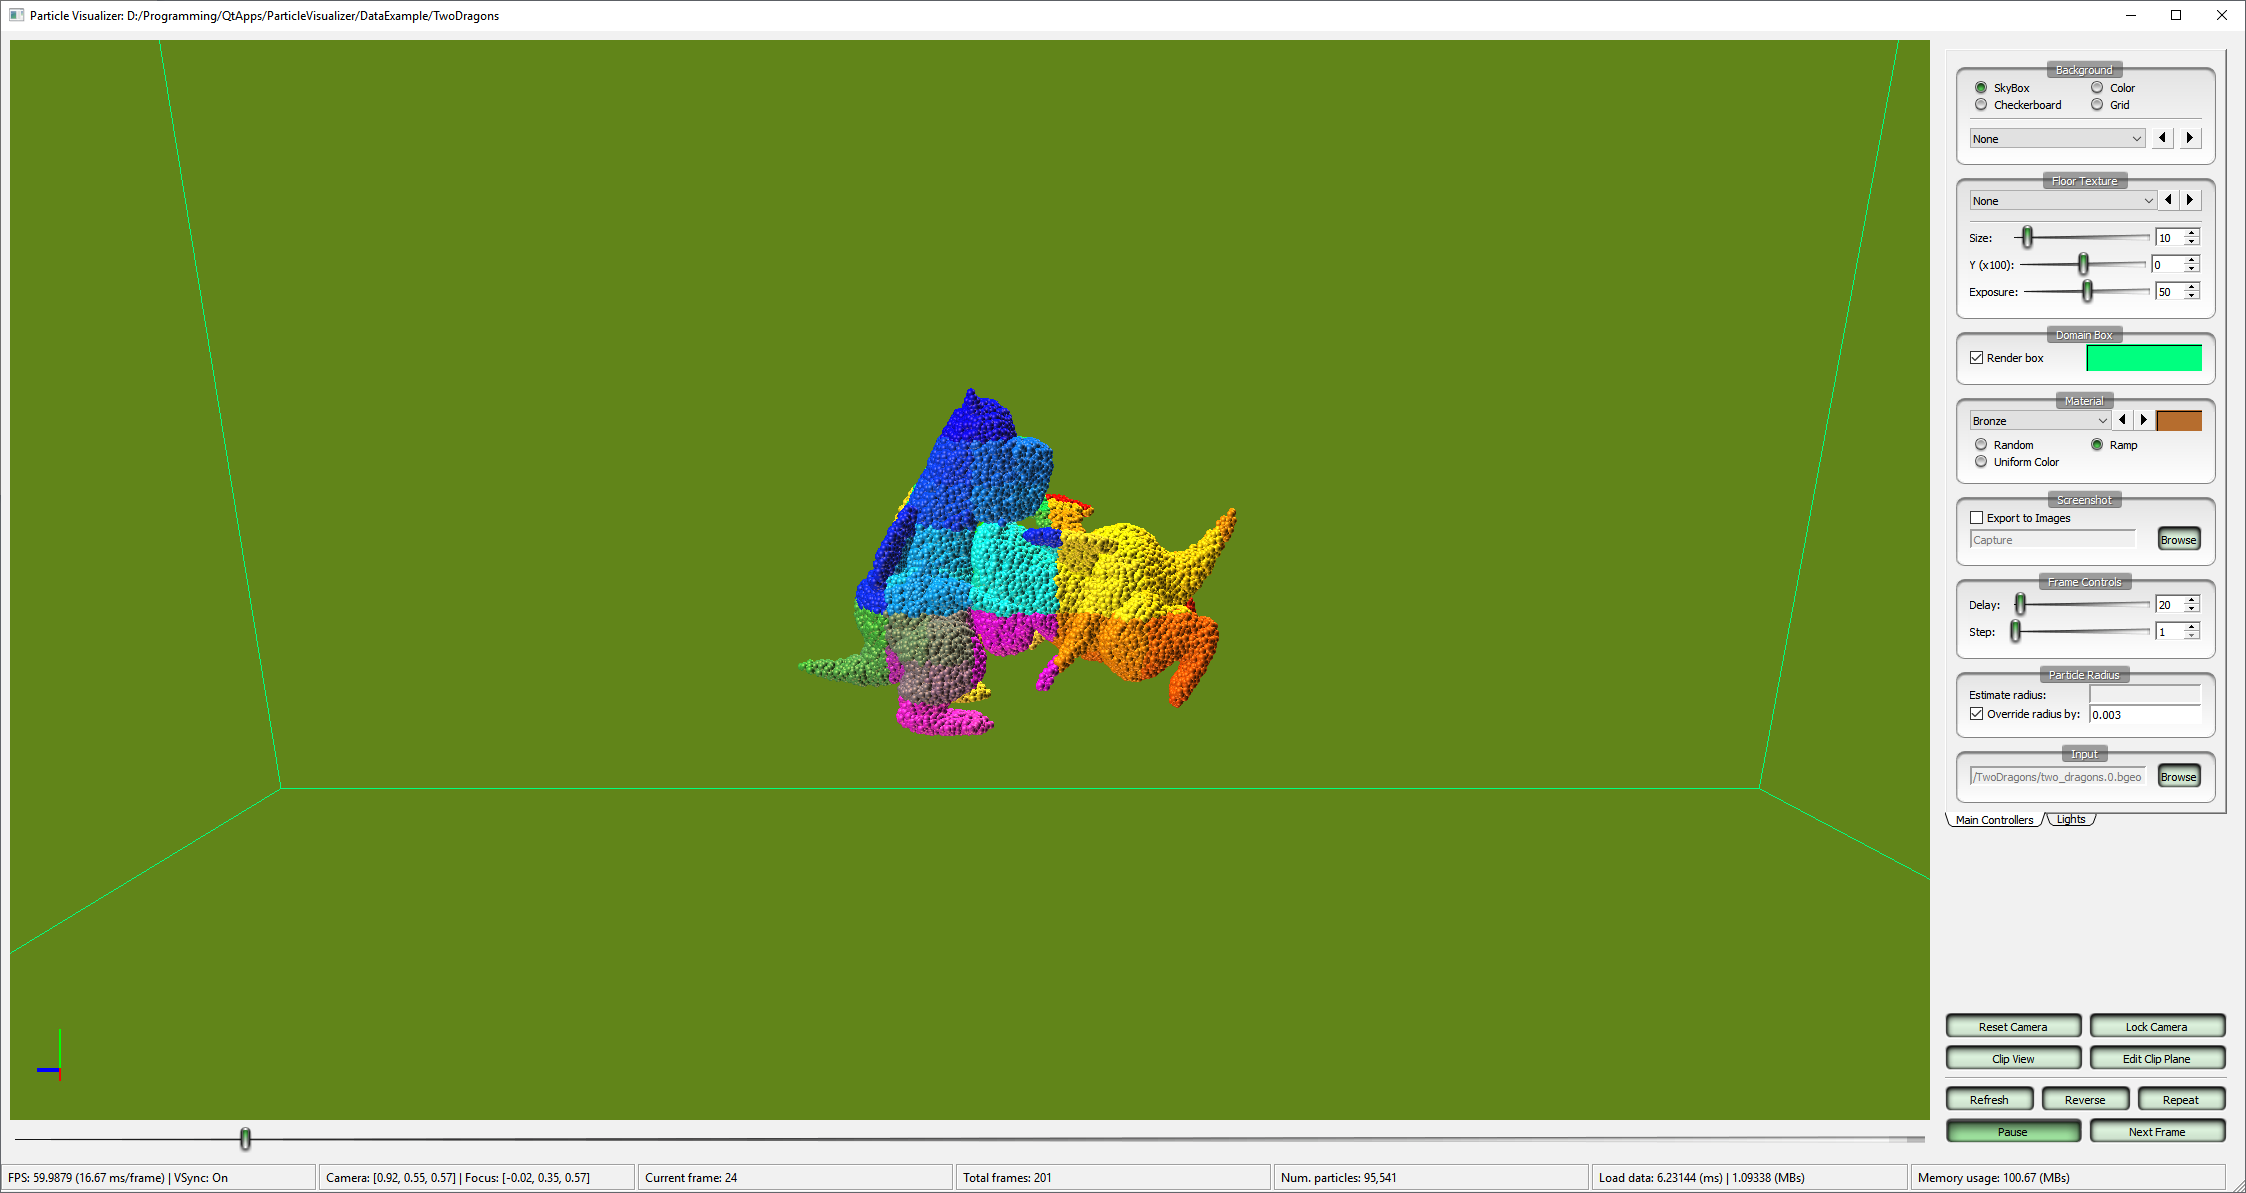 Particle Visualizer: D:/Programming/QtApps/ParticleVisualizer/DataExample/TwoDragons
Background
SkyBox Color
Checkerboard Grid
None
Floor Texture
None
Size: 10
Y (x100): 0
Exposure: 50
Domain Box
Render box
Material
Bronze
Random Ramp
Uniform Color
Screenshot
Export to Images
Capture Browse
Frame Controls
Delay: 20
Step: 1
Particle Radius
Estimate radius:
Override radius by: 0.003
Input
/TwoDragons/two_dragons.0.bgeo Browse
Main Controllers Lights
Reset Camera Lock Camera
Clip View Edit Clip Plane
Refresh Reverse Repeat
Pause Next Frame
FPS: 59.9879 (16.67 ms/frame) | VSync: On Camera: [0.92, 0.55, 0.57] | Focus: [-0.02, 0.35, 0.57] Current frame: 24 Total frames: 201 Num. particles: 95,541 Load data: 6.23144 (ms) | 1.09338 (MBs) Memory usage: 100.67 (MBs)